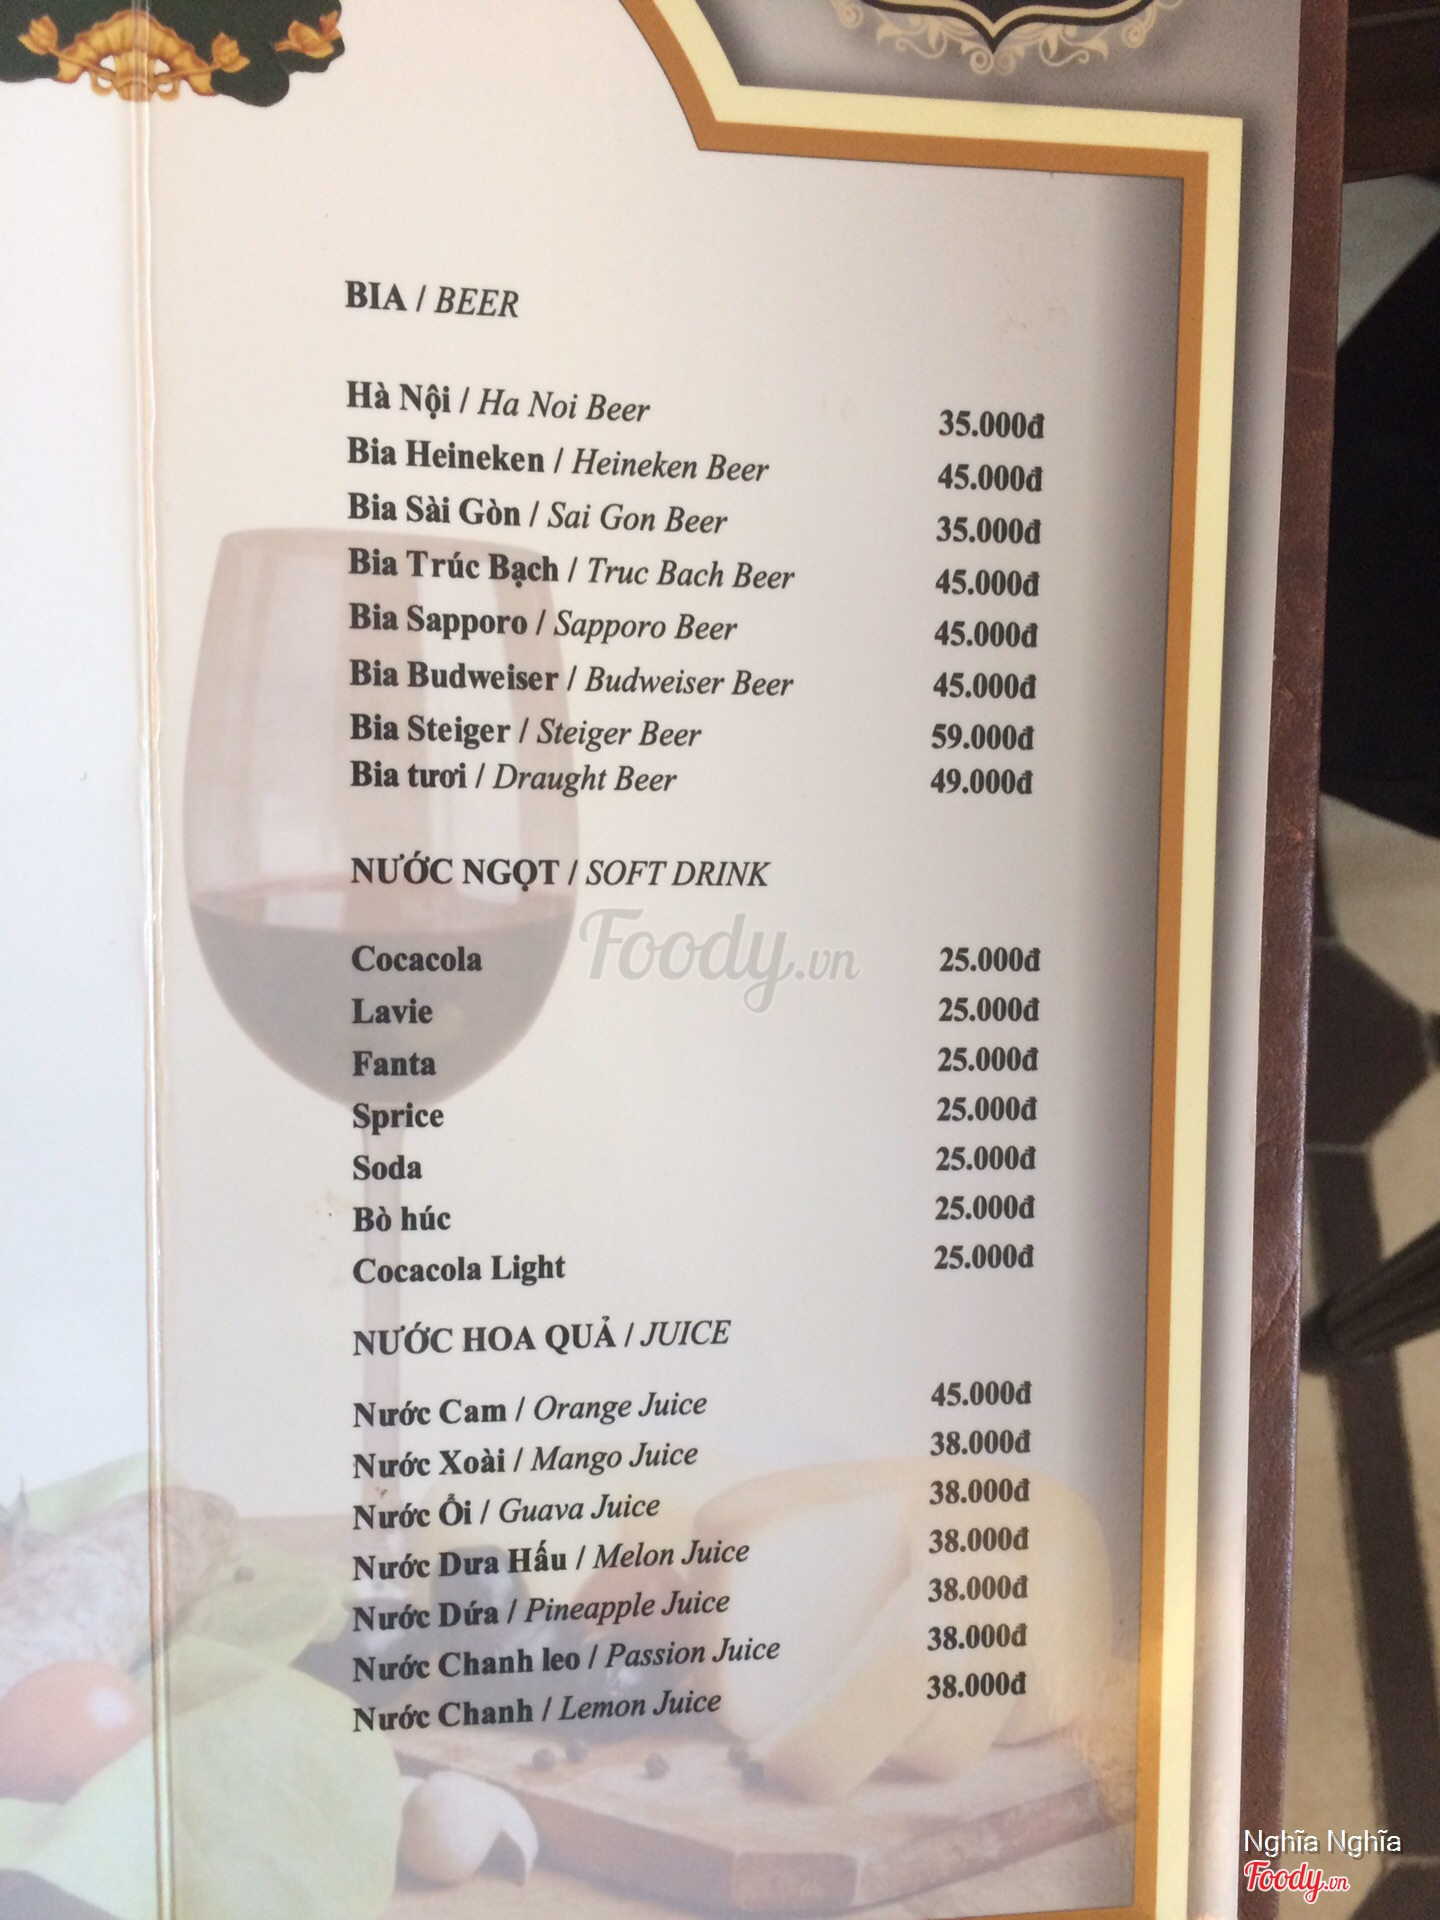 BIA / BEER
Hà Nội / Ha Noi Beer 35.000đ
Bia Heineken / Heineken Beer 45.000đ
Bia Sài Gòn / Sai Gon Beer 35.000đ
Bia Trúc Bạch / Truc Bach Beer 45.000đ
Bia Sapporo / Sapporo Beer 45.000đ
Bia Budweiser / Budweiser Beer 45.000đ
Bia Steiger / Steiger Beer 59.000đ
Bia tươi / Draught Beer 49.000đ
NƯỚC NGỌT / SOFT DRINK
Foody.vn
Cocacola 25.000đ
Lavie 25.000đ
Fanta 25.000đ
Sprice 25.000đ
Soda 25.000đ
Bò húc 25.000đ
Cocacola Light 25.000đ
NƯỚC HOA QUẢ / JUICE
Nước Cam / Orange Juice 45.000đ
Nước Xoài / Mango Juice 38.000đ
Nước Ổi / Guava Juice 38.000đ
Nước Dưa Hấu / Melon Juice 38.000đ
Nước Dứa / Pineapple Juice 38.000đ
Nước Chanh leo / Passion Juice 38.000đ
Nước Chanh / Lemon Juice 38.000đ
Nghĩa Nghĩa
Foody.vn